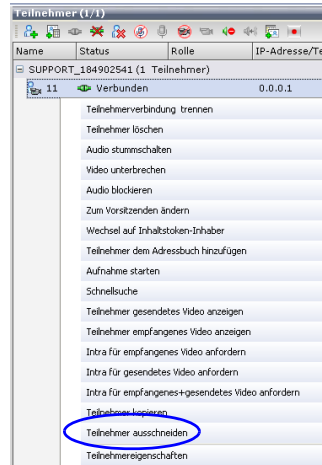 Teilnehmer (1/1)
Name Status Rolle IP-Adresse/Te
SUPPORT_184902541 (1 Teilnehmer)
11 Verbunden 0.0.0.1
Teilnehmerverbindung trennen
Teilnehmer löschen
Audio stummschalten
Video unterbrechen
Audio blockieren
Zum Vorsitzenden ändern
Wechsel auf Inhaltstoken-Inhaber
Teilnehmer dem Adressbuch hinzufügen
Aufnahme starten
Schnellsuche
Teilnehmer gesendetes Video anzeigen
Teilnehmer empfangenes Video anzeigen
Intra für empfangenes Video anfordern
Intra für gesendetes Video anfordern
Intra für empfangenes+gesendetes Video anfordern
Teilnehmer kopieren
Teilnehmer ausschneiden
Teilnehmereigenschaften